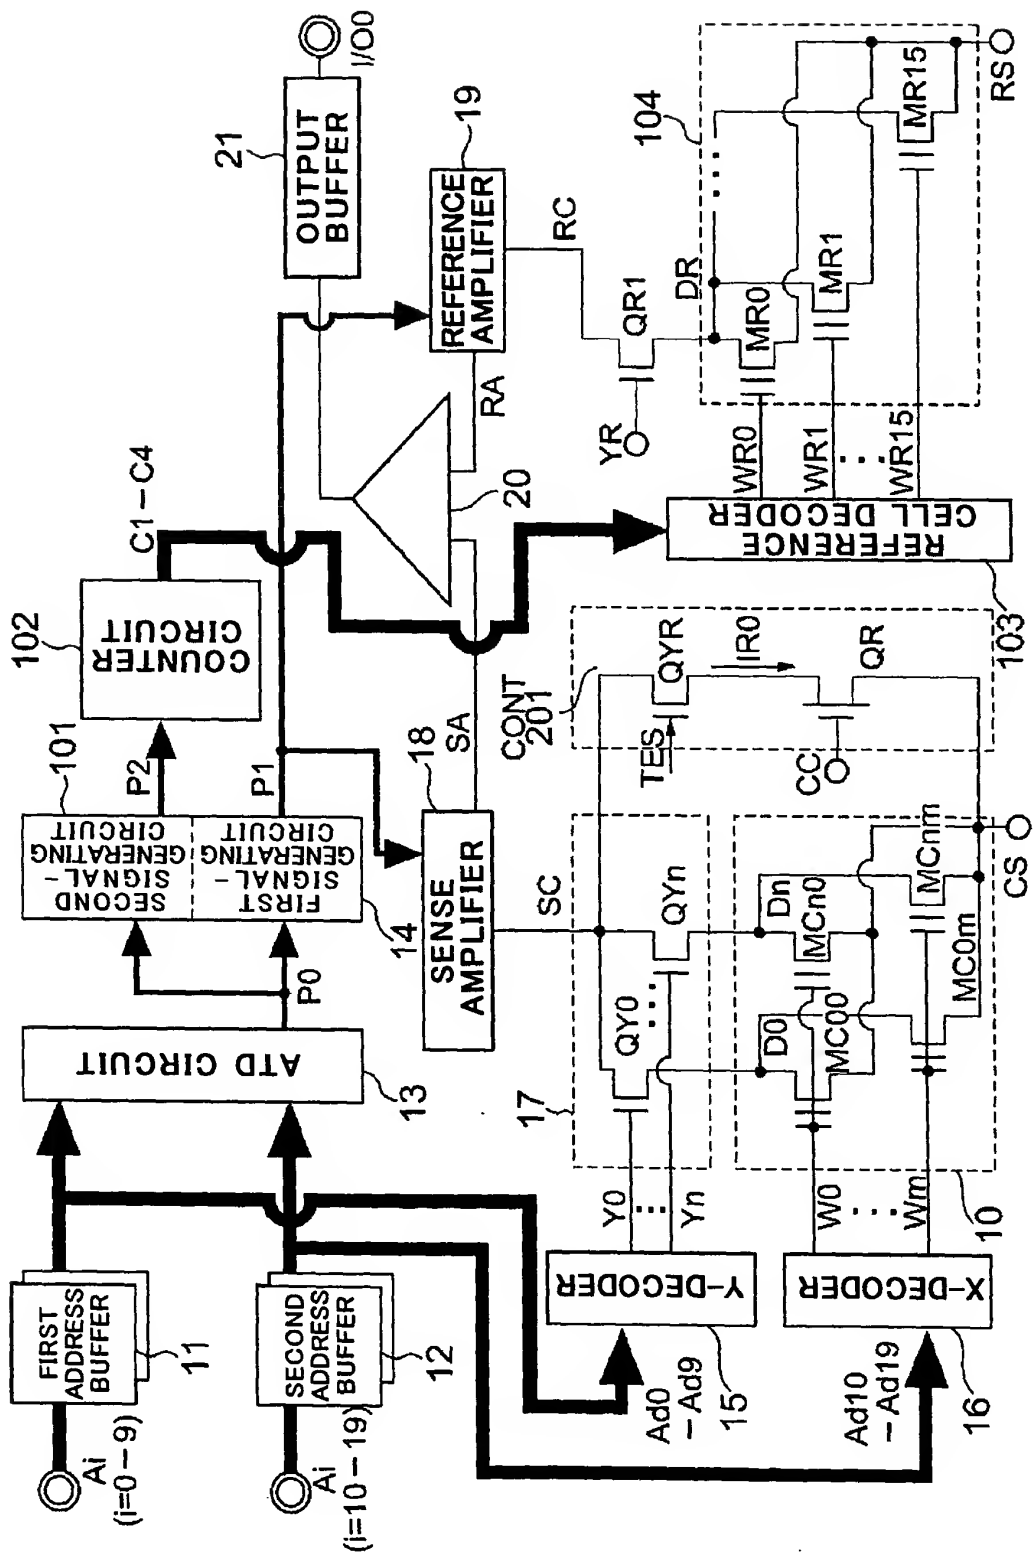 Ai
(i=0-9)
FIRST
ADDRESS
BUFFER
11
Ai
(i=10-19)
SECOND
ADDRESS
BUFFER
12
ATD CIRCUIT
13
P0
SECOND
SIGNAL-
GENERATING
CIRCUIT
101
FIRST
SIGNAL-
GENERATING
CIRCUIT
14
P2
P1
COUNTER
CIRCUIT
102
C1-C4
OUTPUT
BUFFER
21
I/O0
SENSE
AMPLIFIER
18
SA
20
RA
REFERENCE
AMPLIFIER
19
RC
SC
CONT
201
Ad0
-Ad9
Y-DECODER
15
Y0
Yn
17
QY0
QYn
TES
QYR
IR0
CC
QR
Ad10
-Ad19
X-DECODER
16
W0
Wm
10
D0
Dn
MC00
MCn0
MC0m
MCnm
CS
REFERENCE
CELL DECODER
103
YR
QR1
DR
WR0
WR1
WR15
MR0
MR1
MR15
104
RS